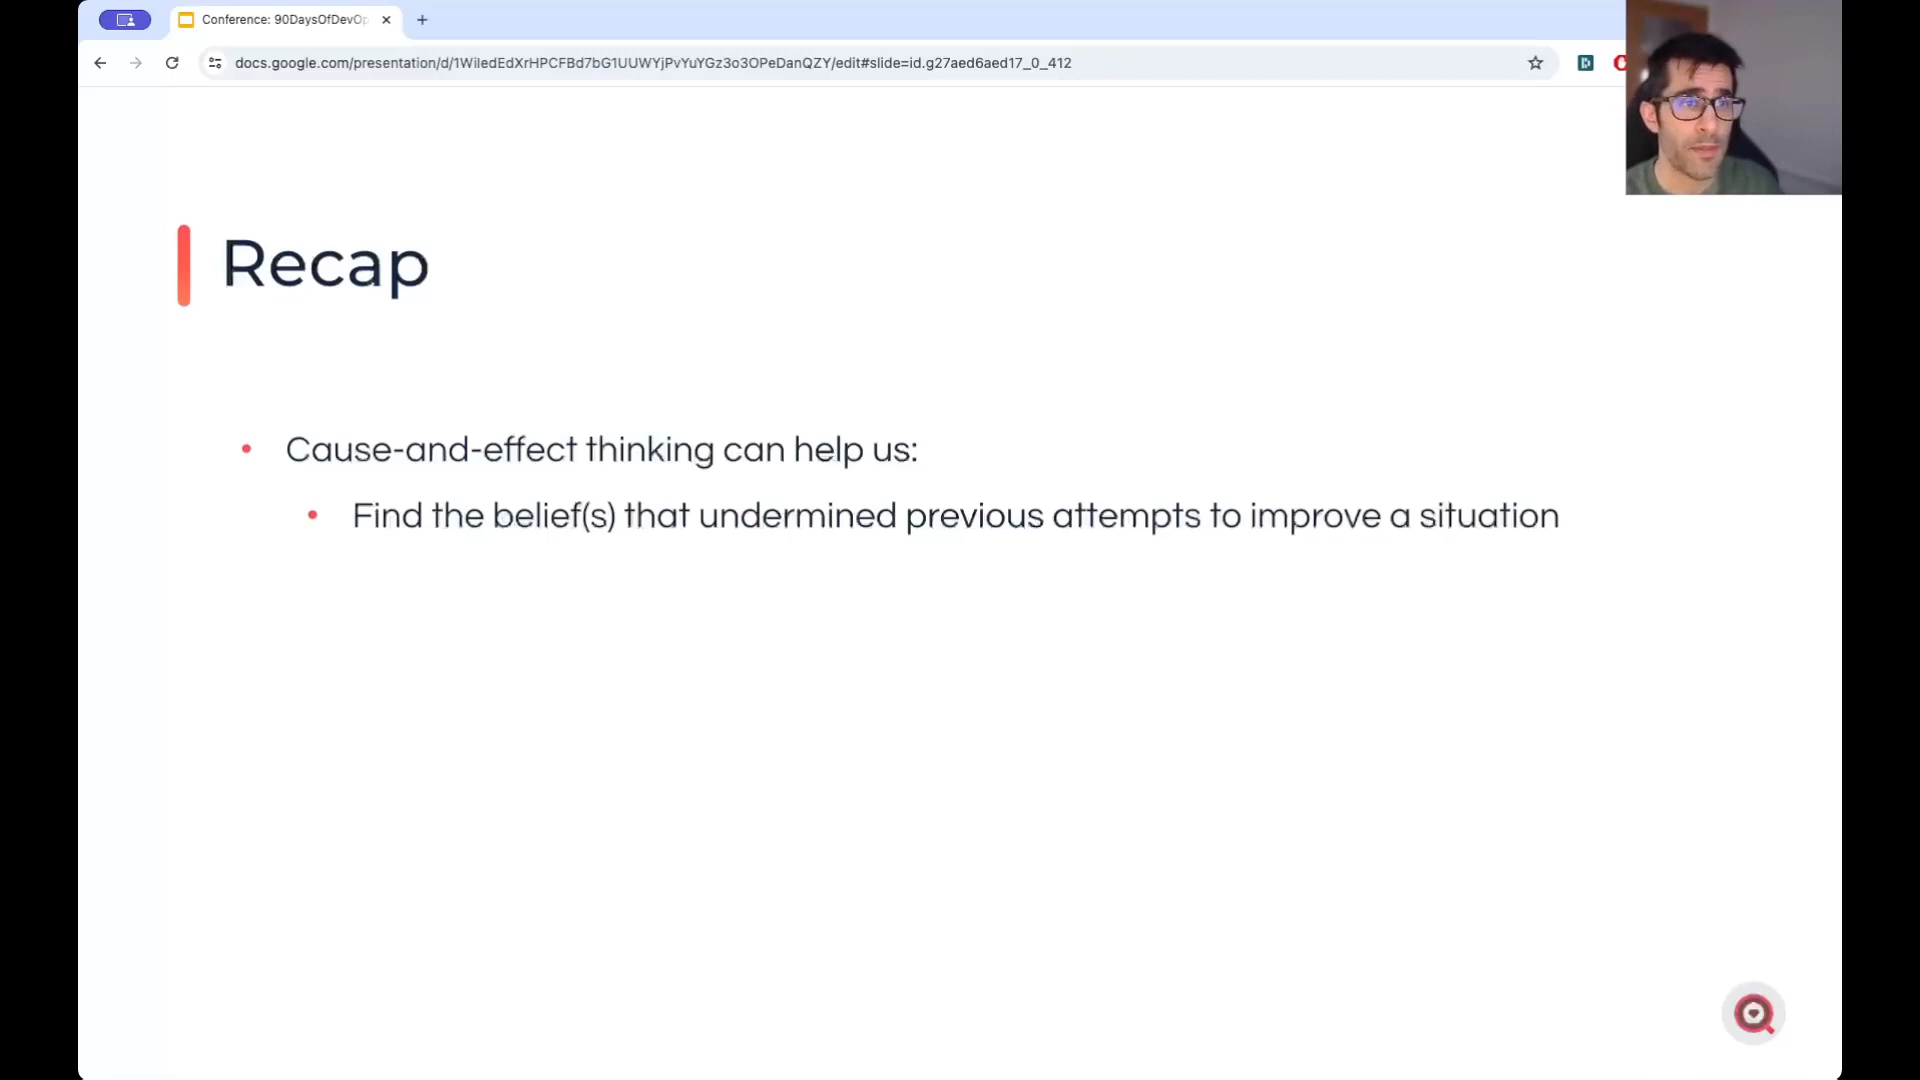 Conference: 90DaysOfDevOp
docs.google.com/presentation/d/1WiledEdXrHPCFBd7bG1UUWYjPvYuYGz3o3OPeDanQZY/edit#slide=id.g27aed6aed17_0_412
Recap
Cause-and-effect thinking can help us:
Find the belief(s) that undermined previous attempts to improve a situation